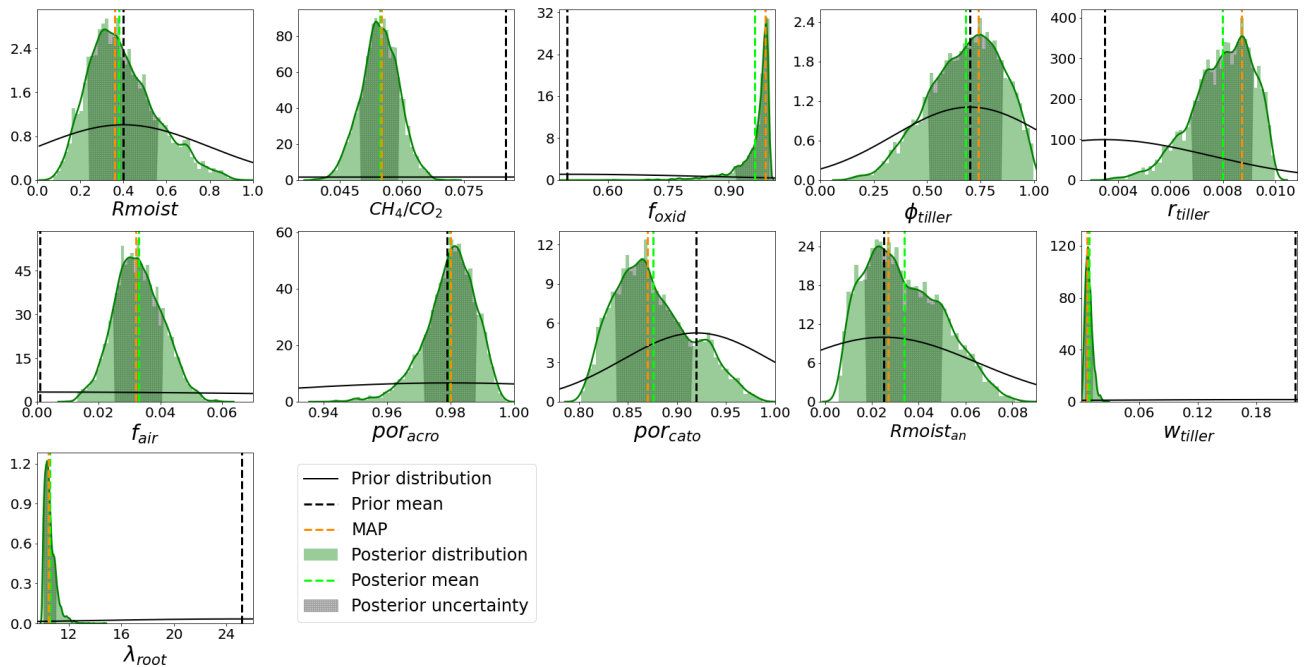 2.4
1.6
0.8
0.0
0.0 0.2 0.4 0.6 0.8 1.0
Rmoist
80
60
40
20
0
0.045 0.060 0.075
CH4/CO2
32
24
16
8
0
0.60 0.75 0.90
foxid
2.4
1.8
1.2
0.6
0.0
0.00 0.25 0.50 0.75 1.00
ϕtiller
400
300
200
100
0
0.004 0.006 0.008 0.010
rtiller
45
30
15
0
0.00 0.02 0.04 0.06
fair
60
40
20
0
0.94 0.96 0.98 1.00
poracro
12
9
6
3
0
0.80 0.85 0.90 0.95 1.00
porcato
30
24
18
12
6
0
0.00 0.02 0.04 0.06 0.08
Rmoistan
120
80
40
0
0.06 0.12 0.18
wtiller
1.2
0.9
0.6
0.3
0.0
12 16 20 24
λroot
Prior distribution
Prior mean
MAP
Posterior distribution
Posterior mean
Posterior uncertainty